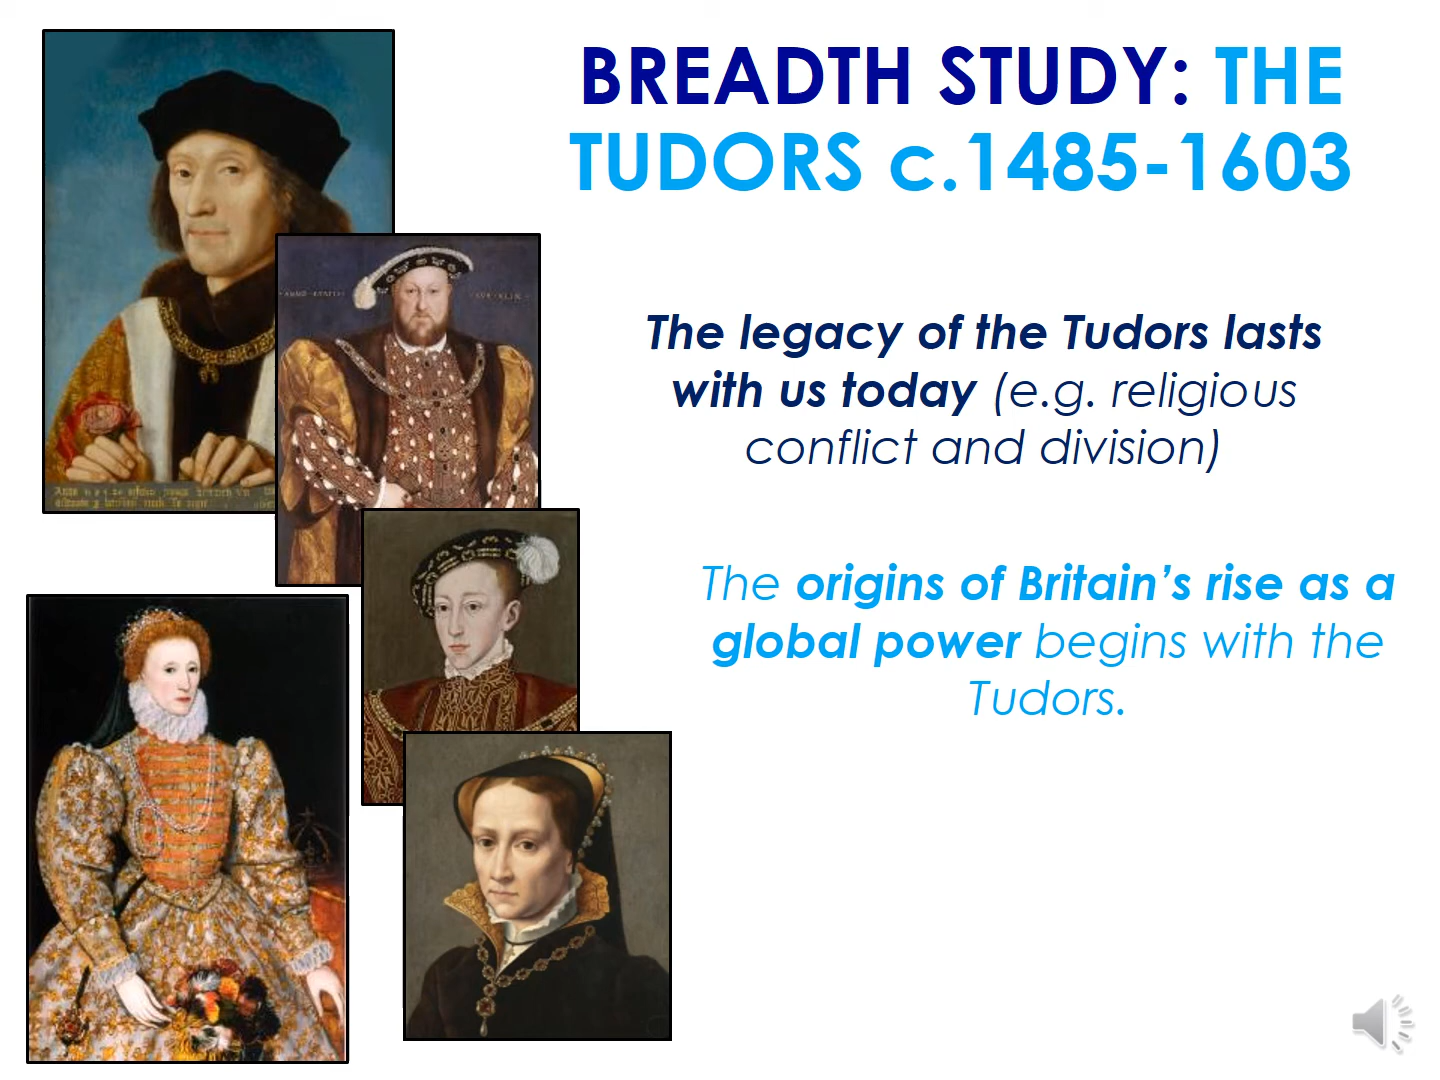 BREADTH STUDY: THE
TUDORS c.1485-1603
The legacy of the Tudors lasts
with us today (e.g. religious
conflict and division)
The origins of Britain’s rise as a
global power begins with the
Tudors.